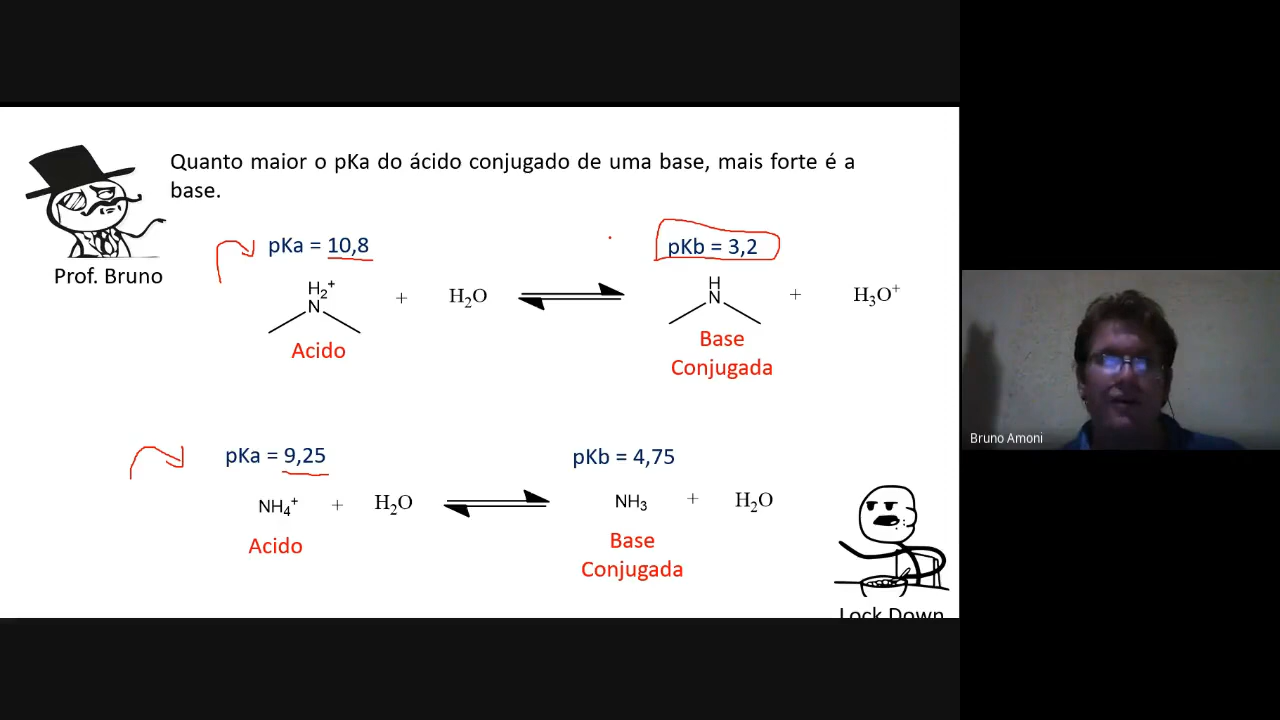 Quanto maior o pKa do ácido conjugado de uma base, mais forte é a
base.
Prof. Bruno
pKa = 10,8
pKb = 3,2
H₂⁺
N
+
H₂O
H
N
+
H₃O⁺
Acido
Base
Conjugada
Bruno Amoni
pKa = 9,25
pKb = 4,75
NH₄⁺ + H₂O
NH₃ + H₂O
Acido
Base
Conjugada
Lock Down